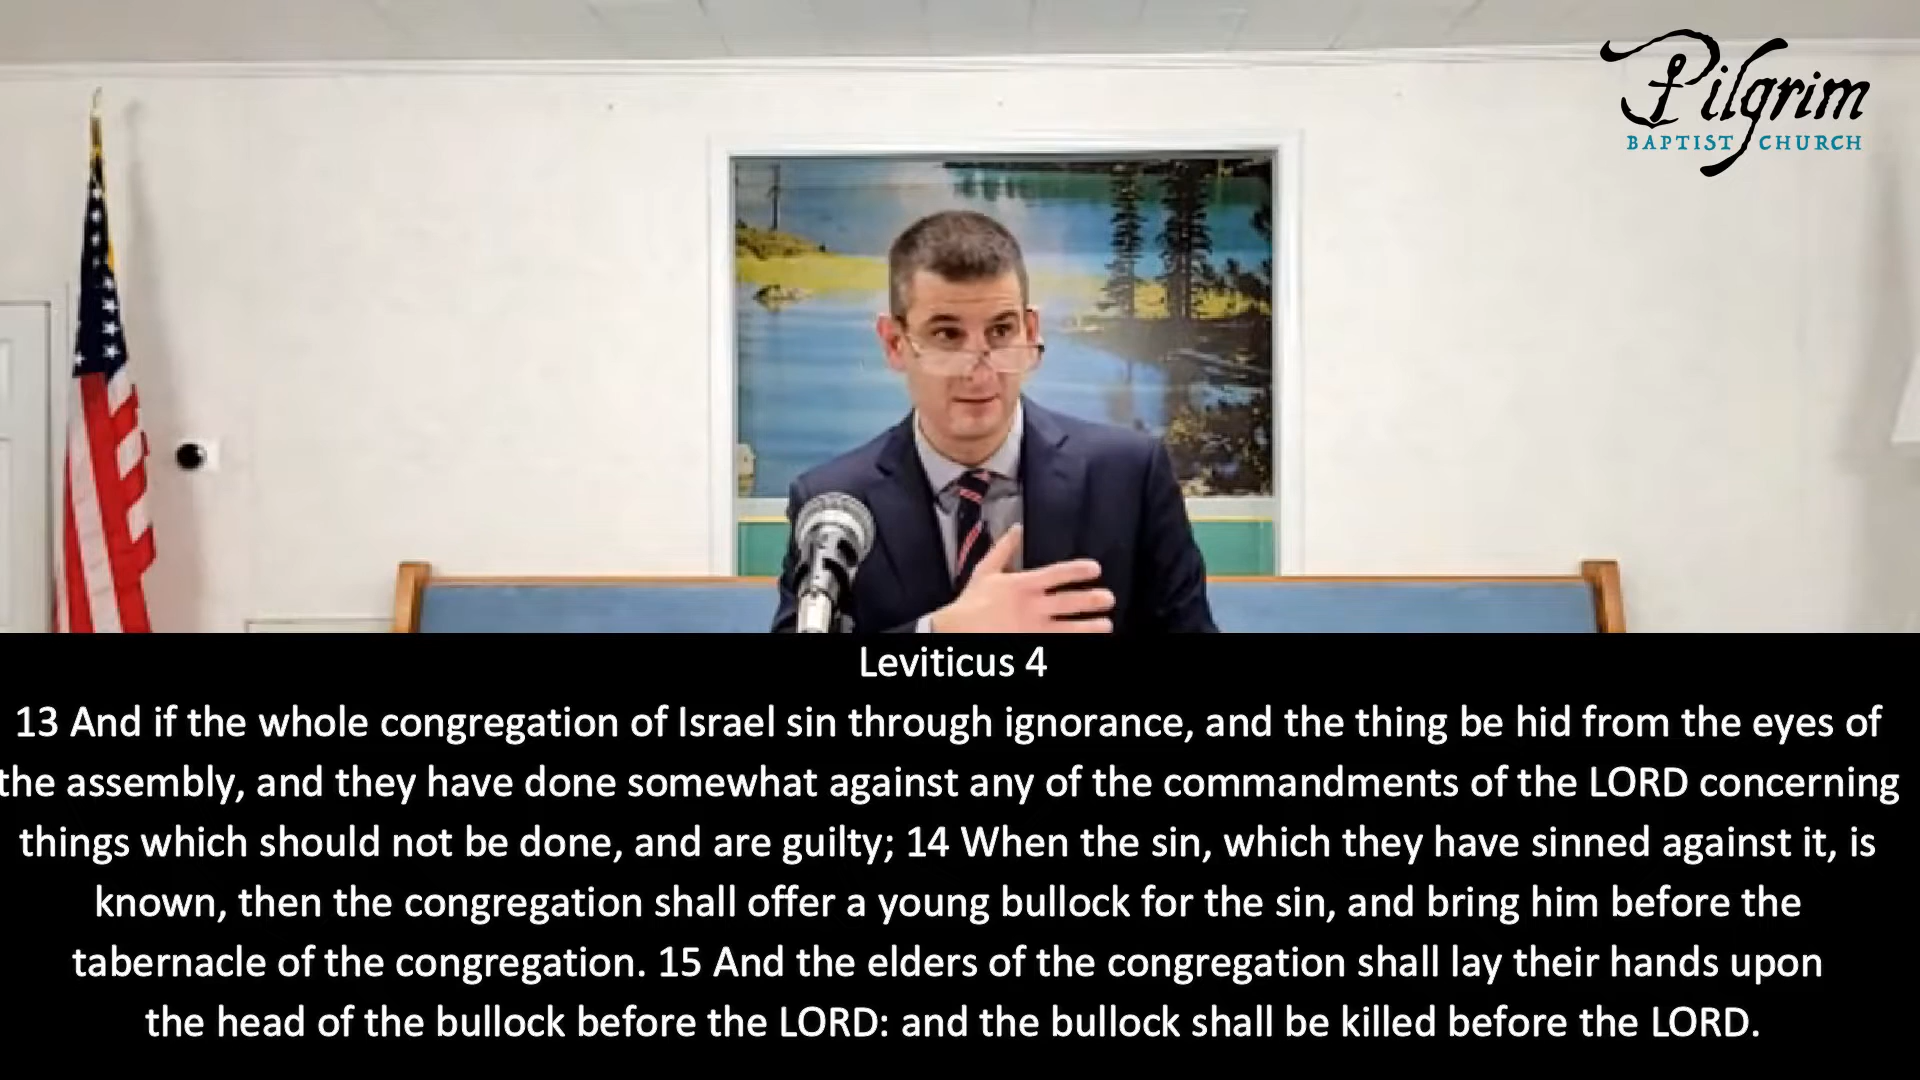 Pilgrim
BAPTIST CHURCH
Leviticus 4
13 And if the whole congregation of Israel sin through ignorance, and the thing be hid from the eyes of
the assembly, and they have done somewhat against any of the commandments of the LORD concerning
things which should not be done, and are guilty; 14 When the sin, which they have sinned against it, is
known, then the congregation shall offer a young bullock for the sin, and bring him before the
tabernacle of the congregation. 15 And the elders of the congregation shall lay their hands upon
the head of the bullock before the LORD: and the bullock shall be killed before the LORD.